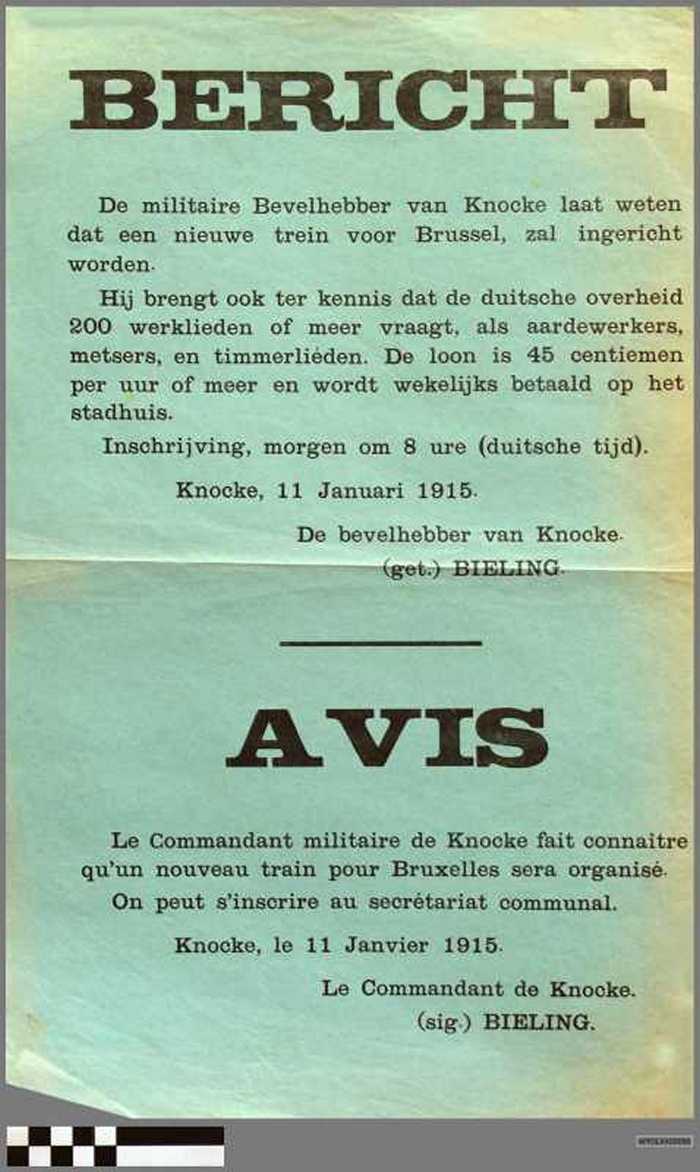 BERICHT
De militaire Bevelhebber van Knocke laat weten
dat een nieuwe trein voor Brussel, zal ingericht
worden.
Hij brengt ook ter kennis dat de duitsche overheid
200 werklieden of meer vraagt, als aardewerkers,
metsers, en timmerliéden. De loon is 45 centiemen
per uur of meer en wordt wekelijks betaald op het
stadhuis.
Inschrijving, morgen om 8 ure (duitsche tijd).
Knocke, 11 Januari 1915.
De bevelhebber van Knocke.
(get.) BIELING.
AVIS
Le Commandant militaire de Knocke fait connaitre
qu'un nouveau train pour Bruxelles sera organisé.
On peut s'inscrire au secrétariat communal.
Knocke, le 11 Janvier 1915.
Le Commandant de Knocke.
(sig.) BIELING.